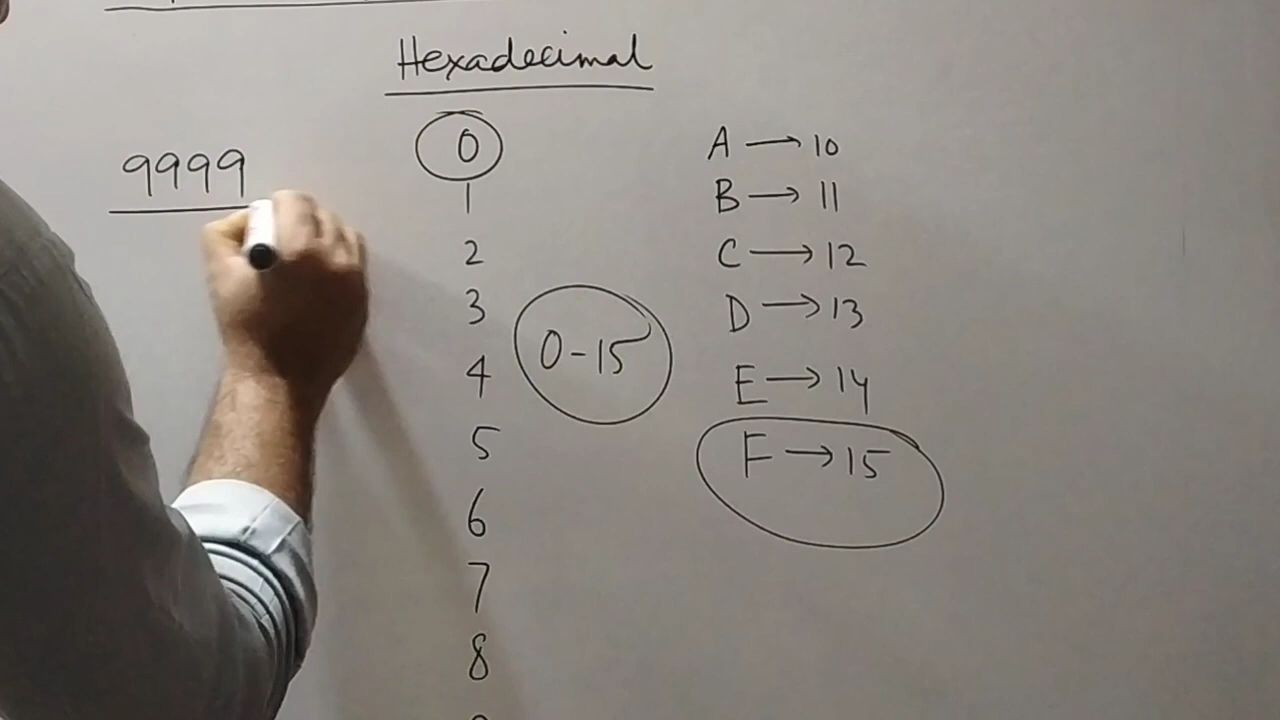 Hexadecimal
9999
0
1
2
3
4
5
6
7
8
0-15
A → 10
B → 11
C → 12
D → 13
E → 14
F → 15